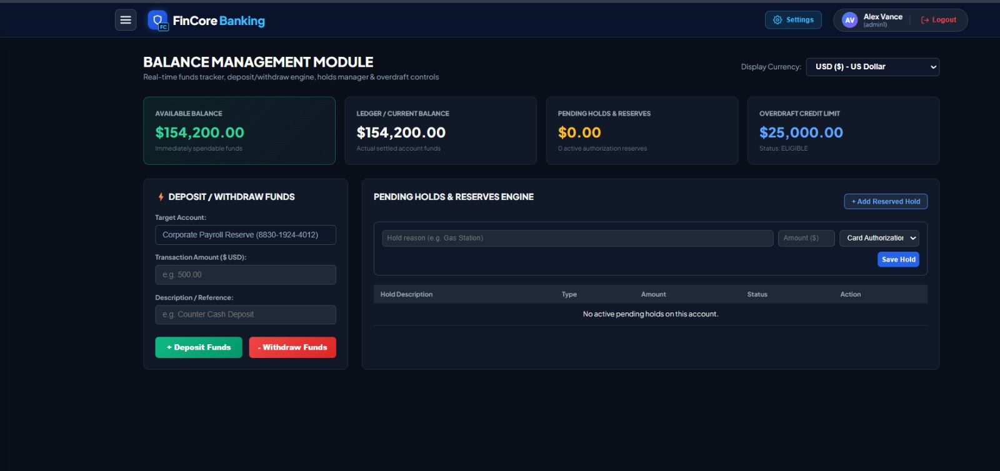 FC
FinCore Banking
Settings
AV
Alex Vance
(admin1)
Logout
BALANCE MANAGEMENT MODULE
Real-time funds tracker, deposit/withdraw engine, holds manager & overdraft controls
Display Currency:
USD ($) - US Dollar
AVAILABLE BALANCE
$154,200.00
Immediately spendable funds
LEDGER / CURRENT BALANCE
$154,200.00
Actual settled account funds
PENDING HOLDS & RESERVES
$0.00
0 active authorization reserves
OVERDRAFT CREDIT LIMIT
$25,000.00
Status: ELIGIBLE
DEPOSIT / WITHDRAW FUNDS
Target Account:
Corporate Payroll Reserve (8830-1924-4012)
Transaction Amount ($ USD):
e.g. 500.00
Description / Reference:
e.g. Counter Cash Deposit
+ Deposit Funds
- Withdraw Funds
PENDING HOLDS & RESERVES ENGINE
+ Add Reserved Hold
Hold reason (e.g. Gas Station)
Amount ($)
Card Authorization
Save Hold
Hold Description Type Amount Status Action
No active pending holds on this account.